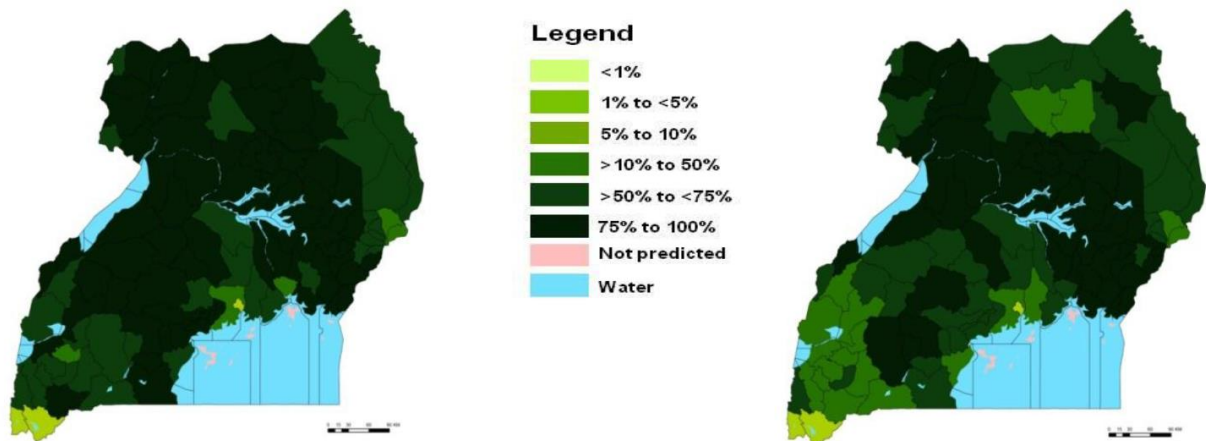 Legend
<1%
1% to <5%
5% to 10%
>10% to 50%
>50% to <75%
75% to 100%
Not predicted
Water